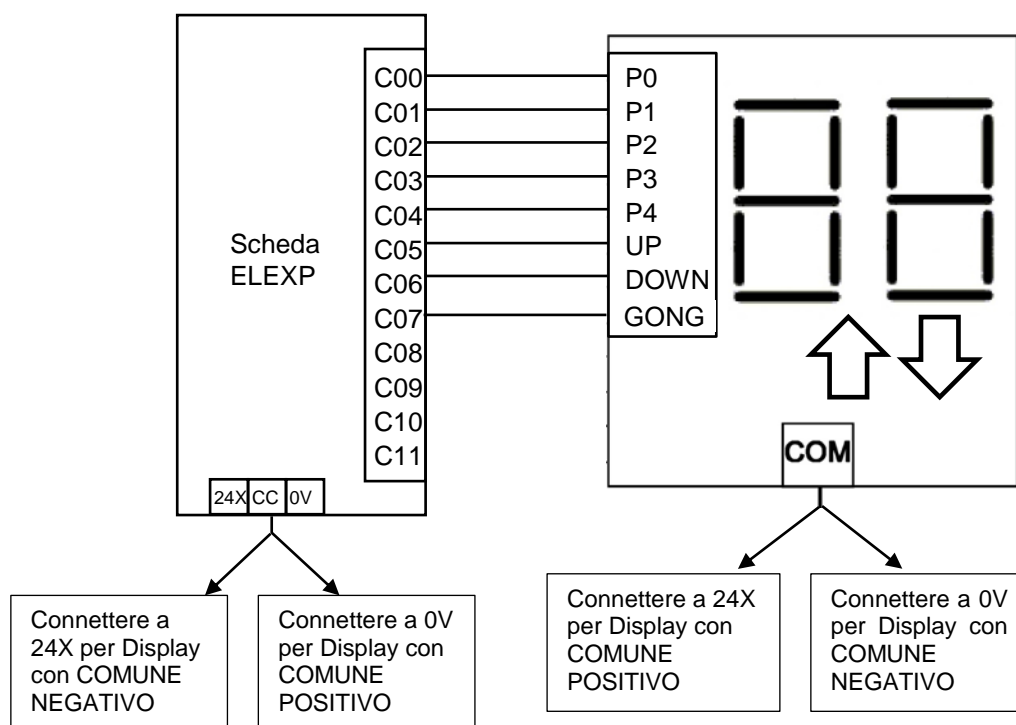 C00
C01
C02
C03
C04
C05
C06
C07
C08
C09
C10
C11
Scheda
ELEXP
24X CC 0V
P0
P1
P2
P3
P4
UP
DOWN
GONG
COM
Connettere a
24X per Display
con COMUNE
NEGATIVO
Connettere a 0V
per Display con
COMUNE
POSITIVO
Connettere a 24X
per Display con
COMUNE
POSITIVO
Connettere a 0V
per Display con
COMUNE
NEGATIVO